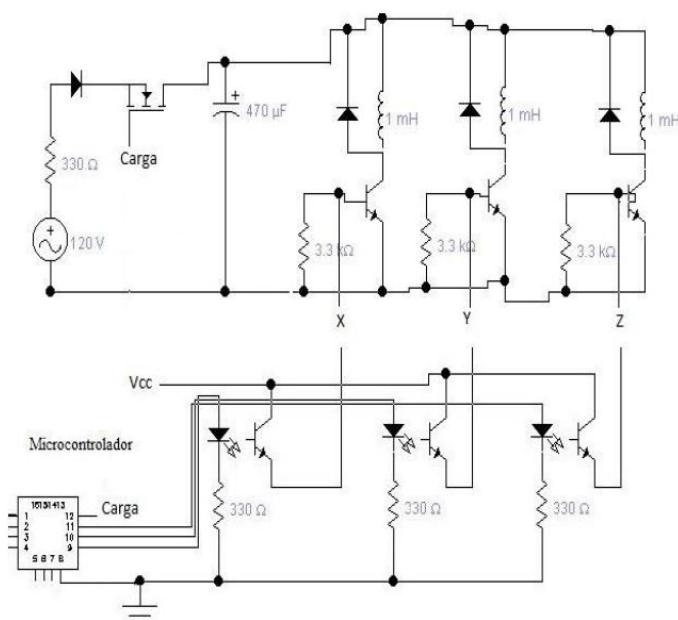 470 µF
1 mH
1 mH
1 mH
Carga
330 Ω
120 V
3.3 kΩ
3.3 kΩ
3.3 kΩ
X
Y
Z
Vcc
Microcontrolador
330 Ω
330 Ω
330 Ω
Carga
16151413
1 12
2 11
3 10
4 9
5 6 7 8